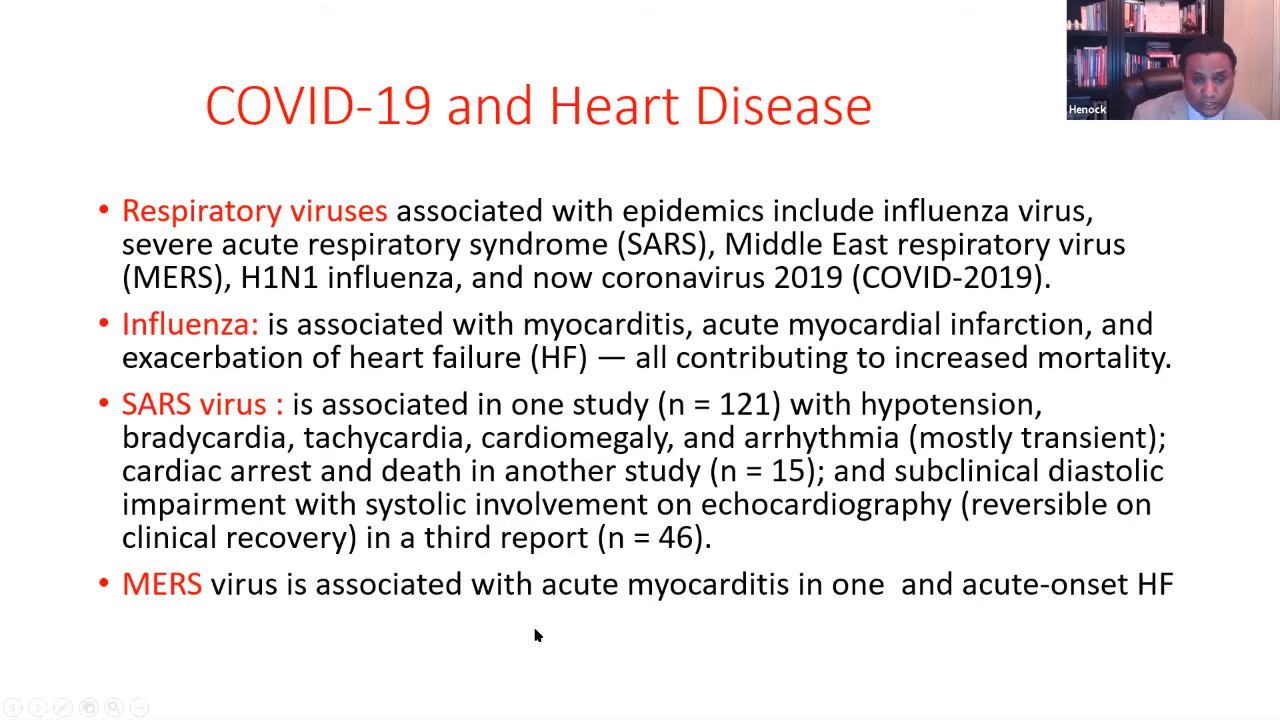 Henock
COVID-19 and Heart Disease
• Respiratory viruses associated with epidemics include influenza virus,
severe acute respiratory syndrome (SARS), Middle East respiratory virus
(MERS), H1N1 influenza, and now coronavirus 2019 (COVID-2019).
• Influenza: is associated with myocarditis, acute myocardial infarction, and
exacerbation of heart failure (HF) — all contributing to increased mortality.
• SARS virus : is associated in one study (n = 121) with hypotension,
bradycardia, tachycardia, cardiomegaly, and arrhythmia (mostly transient);
cardiac arrest and death in another study (n = 15); and subclinical diastolic
impairment with systolic involvement on echocardiography (reversible on
clinical recovery) in a third report (n = 46).
• MERS virus is associated with acute myocarditis in one  and acute-onset HF